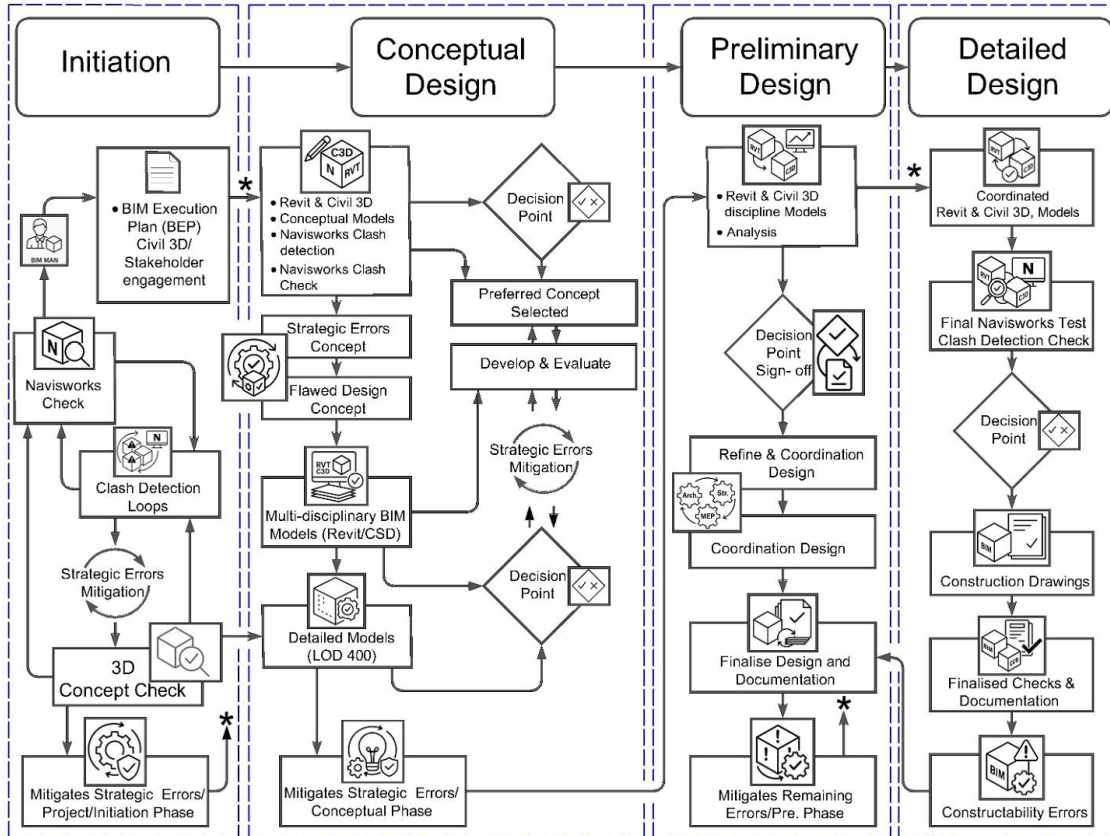 Initiation
Conceptual
Design
Preliminary
Design
Detailed
Design
BIM MAN
• BIM Execution
Plan (BEP)
Civil 3D/
Stakeholder
engagement
*
N
Navisworks
Check
N
Clash Detection
Loops
Strategic Errors
Mitigation
3D
Concept Check
*
Mitigates Strategic Errors/
Project/Initiation Phase
C3D
N RVT
• Revit & Civil 3D
• Conceptual Models
• Navisworks Clash
detection
• Navisworks Clash
Check
Decision
Point
Preferred Concept
Selected
Strategic Errors
Concept
Develop & Evaluate
Flawed Design
Concept
Strategic Errors
Mitigation
RVT
C3D
Multi-disciplinary BIM
Models (Revit/CSD)
Decision
Point
Detailed Models
(LOD 400)
Mitigates Strategic Errors/
Conceptual Phase
RVT
C3D
• Revit & Civil 3D
discipline Models
• Analysis
*
Decision
Point
Sign- off
Refine & Coordination
Design
Arch.
Str.
MEP
Coordination Design
Finalise Design and
Documentation
*
Mitigates Remaining
Errors/Pre. Phase
RVT
C3D
Coordinated
Revit & Civil 3D, Models
RVT
N
C3D
Final Navisworks Test
Clash Detection Check
Decision
Point
BIM
Construction Drawings
BIM
Finalised Checks &
Documentation
BIM
Constructability Errors